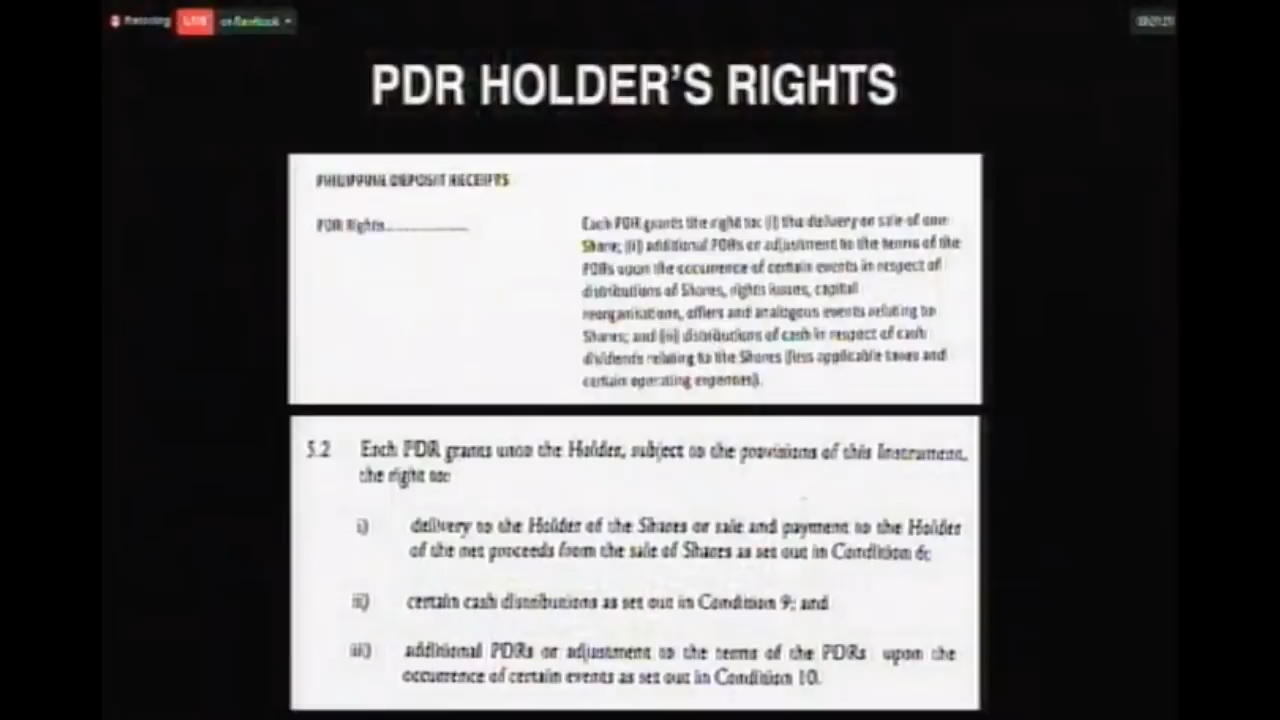 Recording LIVE on Facebook
PDR HOLDER'S RIGHTS
PHILIPPINE DEPOSIT RECEIPTS
PDR Rights....................
Each PDR grants the right to: (i) the delivery or sale of one
Share; (ii) additional PDRs or adjustment to the terms of the
PDRs upon the occurrence of certain events in respect of
distributions of Shares, rights issues, capital
reorganisations, offers and analogous events relating to
Shares; and (iii) distributions of cash in respect of cash
dividends relating to the Shares (less applicable taxes and
certain operating expenses).
5.2 Each PDR grants upon the Holder, subject to the provisions of this Instrument,
the right to:
i) delivery to the Holder of the Shares or sale and payment to the Holder
of the net proceeds from the sale of Shares as set out in Condition 6;
ii) certain cash distributions as set out in Condition 9; and
iii) additional PDRs or adjustment to the terms of the PDRs upon the
occurrence of certain events as set out in Condition 10.